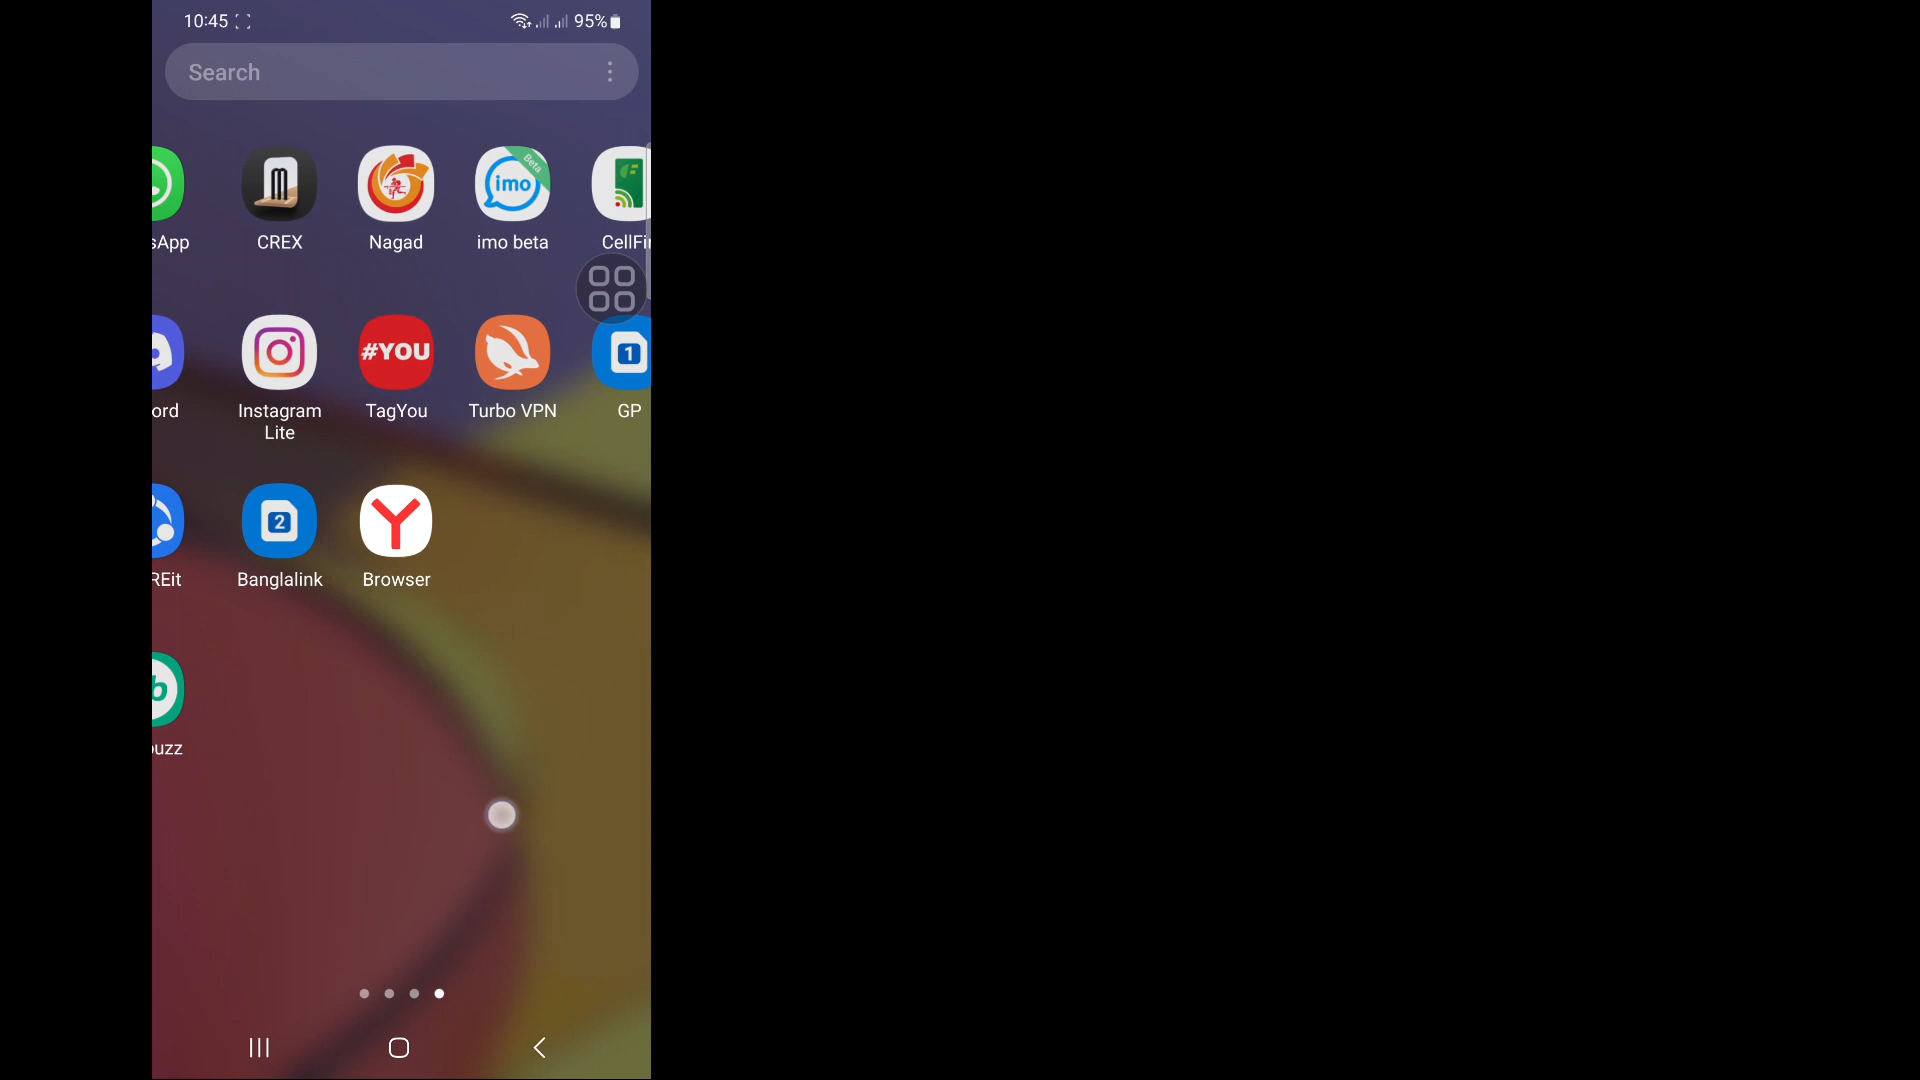 10:45 95%
Search
sApp CREX Nagad imo beta CellFi
imo Beta
#YOU 1
ord Instagram Lite TagYou Turbo VPN GP
2 Y
REit Banglalink Browser
b
uzz